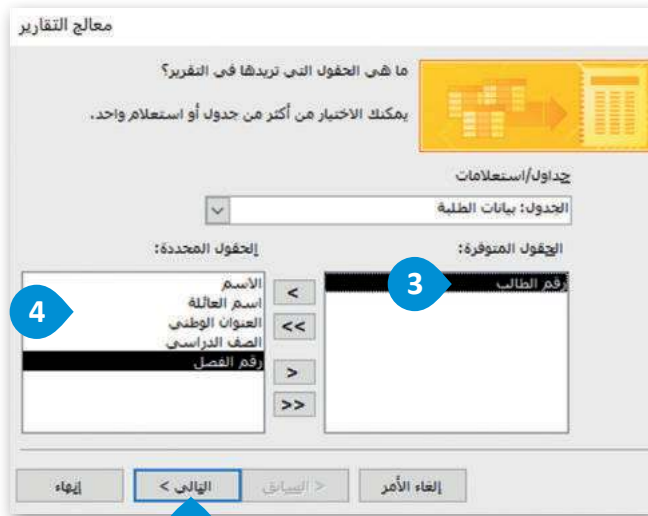 معالج التقارير
ما هي الحقول التي تريدها في التقرير؟
يمكنك الاختيار من أكثر من جدول أو استعلام واحد.
جداول/استعلامات
الجدول: بيانات الطلبة
الحقول المتوفرة:
الحقول المحددة:
رقم الطالب
3
الاسم
اسم العائلة
العنوان الوطني
الصف الدراسي
رقم الفصل
4
<
<<
>
>>
إلغاء الأمر
< السابق
التالي >
إنهاء